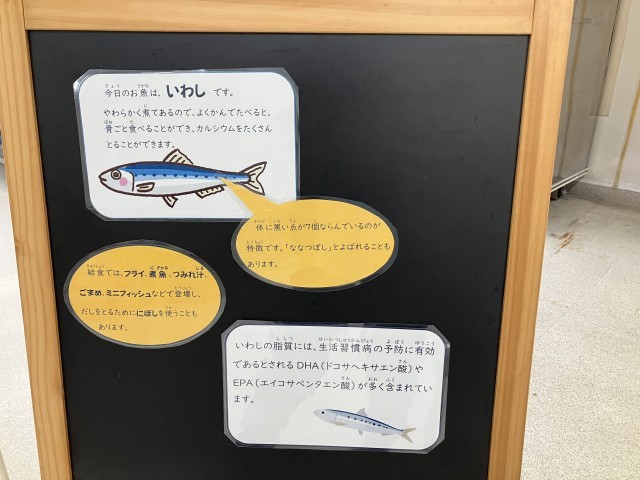 今日のお魚は、いわし です。
やわらかく煮てあるので、よくかんでたべると、
骨ごと食べることができ、カルシウムをたくさん
とることができます。
体に黒い点が7個ならんでいるのが
特徴です。「ななつぼし」とよばれることも
あります。
給食では、フライ、煮魚、つみれ汁、
ごまめ、ミニフィッシュなどで登場し、
だしをとるためににぼしを使うことも
あります。
いわしの脂質には、生活習慣病の予防に有効
であるとされる DHA(ドコサヘキサエン酸)や
EPA(エイコサペンタエン酸)が多く含まれてい
ます。